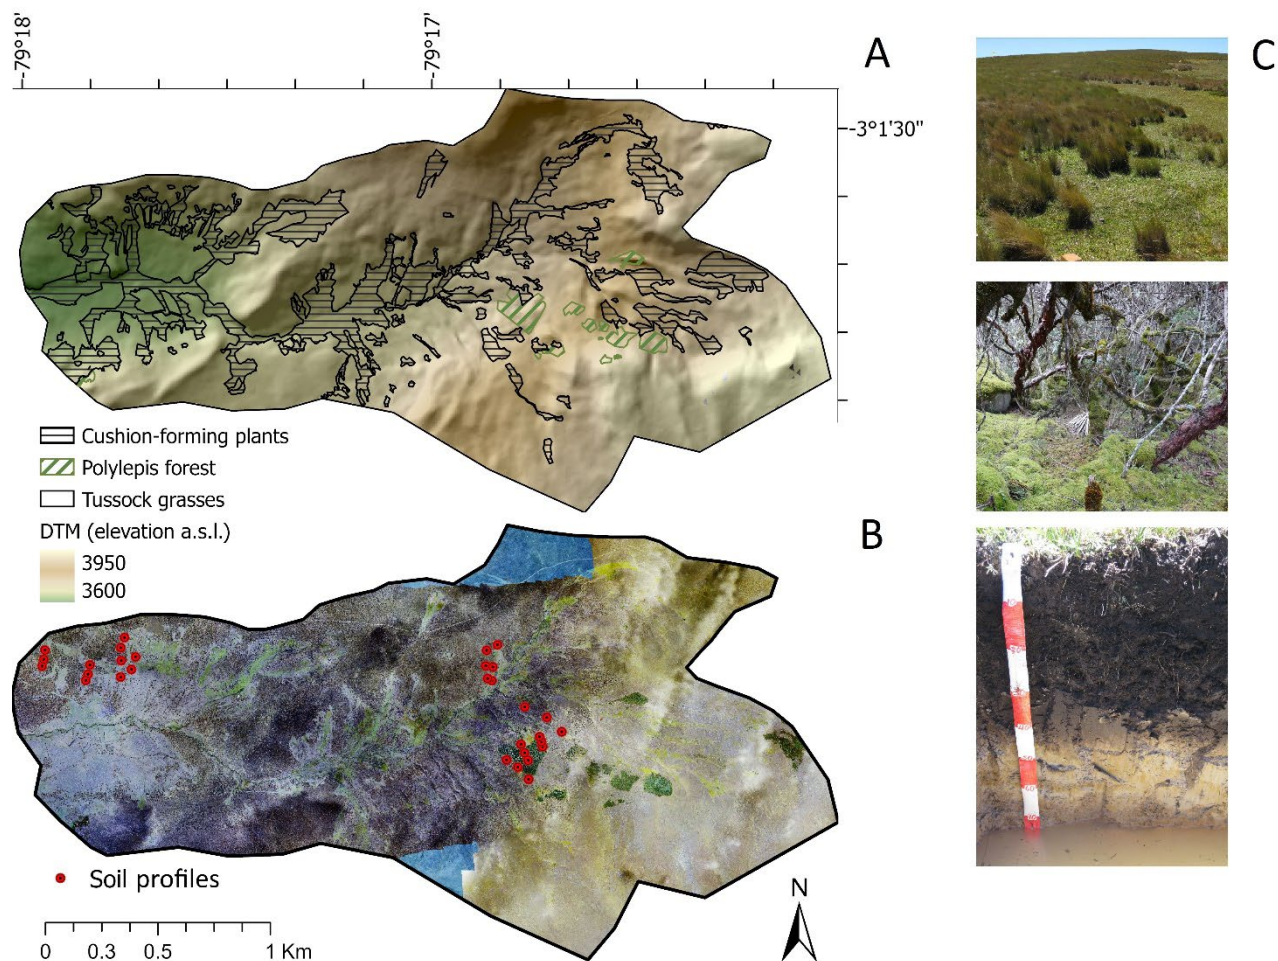 -79°18'
-79°17'
A
C
-3°1'30"
Cushion-forming plants
Polylepis forest
Tussock grasses
DTM (elevation a.s.l.)
3950
3600
B
Soil profiles
N
0 0.3 0.5 1 Km